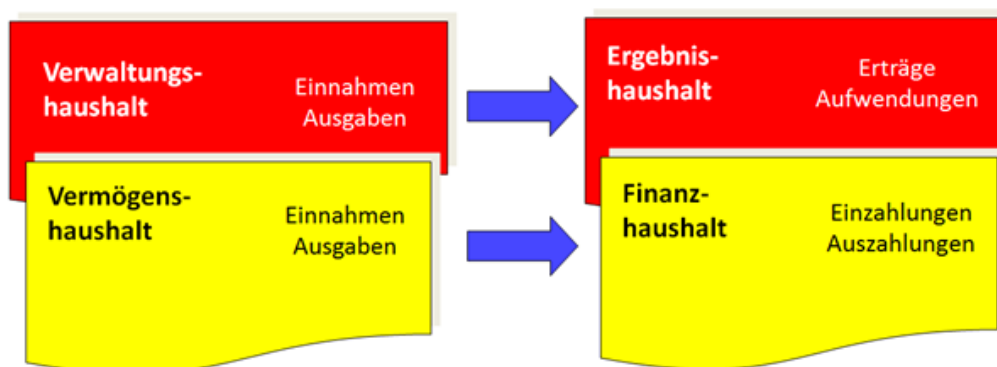 Verwaltungs-
haushalt
Einnahmen
Ausgaben
Vermögens-
haushalt
Einnahmen
Ausgaben
Ergebnis-
haushalt
Erträge
Aufwendungen
Finanz-
haushalt
Einzahlungen
Auszahlungen